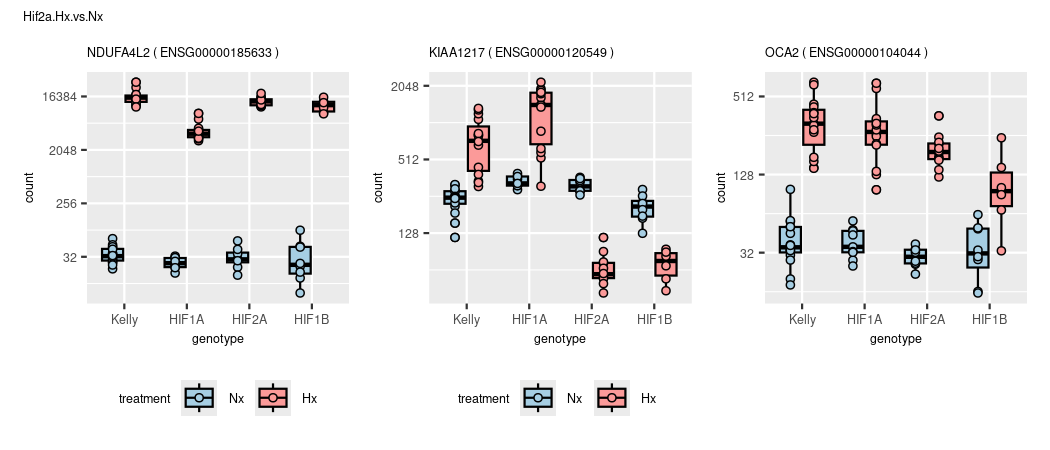 Hif2a.Hx.vs.Nx
NDUFA4L2 ( ENSG00000185633 )
16384
2048
256
32
count
Kelly HIF1A HIF2A HIF1B
genotype
KIAA1217 ( ENSG00000120549 )
2048
512
128
count
Kelly HIF1A HIF2A HIF1B
genotype
OCA2 ( ENSG00000104044 )
512
128
32
count
Kelly HIF1A HIF2A HIF1B
genotype
treatment Nx Hx
treatment Nx Hx